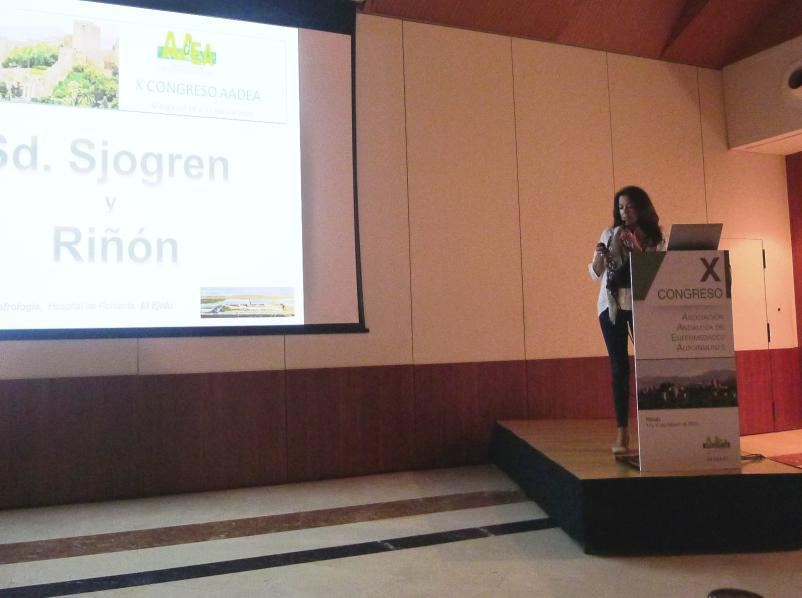 AADEA
X CONGRESO AADEA
Sd. Sjogren
y
Riñón
Hospital de Poniente. El Ejido
X
CONGRESO
ASOCIACIÓN
ANDALUZA DE
ENFERMEDADES
AUTOINMUNES